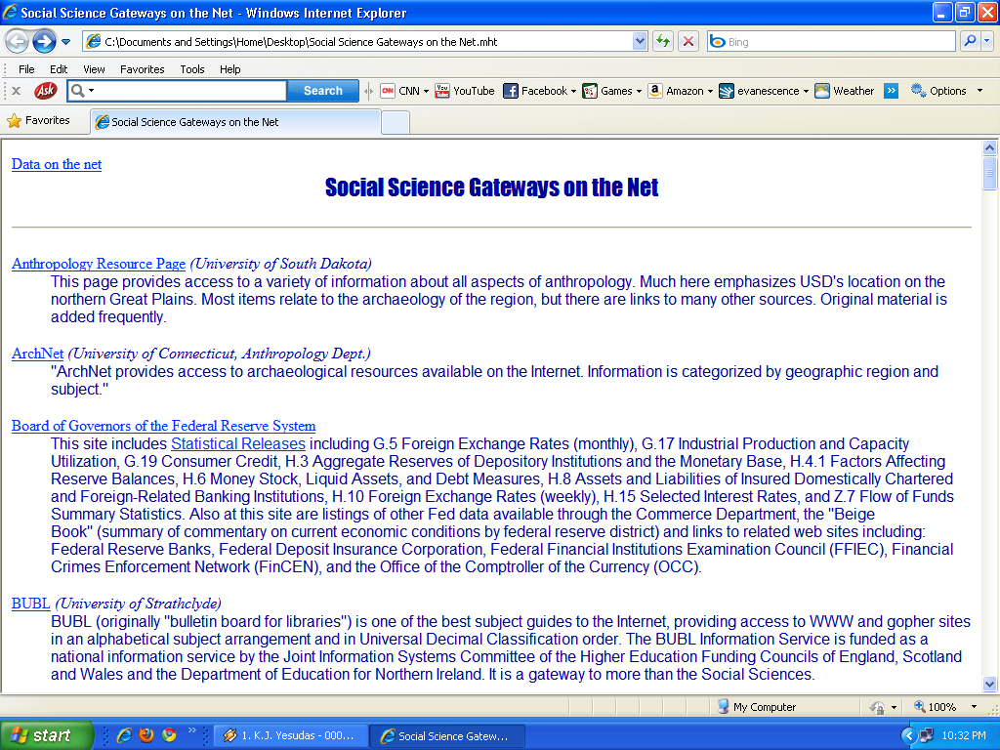 Social Science Gateways on the Net - Windows Internet Explorer
C:\Documents and Settings\Home\Desktop\Social Science Gateways on the Net.mht
Bing
File Edit View Favorites Tools Help
Ask Search CNN YouTube Facebook Games Amazon evanescence Weather Options
Favorites Social Science Gateways on the Net
Data on the net
Social Science Gateways on the Net
Anthropology Resource Page (University of South Dakota)
This page provides access to a variety of information about all aspects of anthropology. Much here emphasizes USD's location on the
northern Great Plains. Most items relate to the archaeology of the region, but there are links to many other sources. Original material is
added frequently.
ArchNet (University of Connecticut, Anthropology Dept.)
"ArchNet provides access to archaeological resources available on the Internet. Information is categorized by geographic region and
subject."
Board of Governors of the Federal Reserve System
This site includes Statistical Releases including G.5 Foreign Exchange Rates (monthly), G.17 Industrial Production and Capacity
Utilization, G.19 Consumer Credit, H.3 Aggregate Reserves of Depository Institutions and the Monetary Base, H.4.1 Factors Affecting
Reserve Balances, H.6 Money Stock, Liquid Assets, and Debt Measures, H.8 Assets and Liabilities of Insured Domestically Chartered
and Foreign-Related Banking Institutions, H.10 Foreign Exchange Rates (weekly), H.15 Selected Interest Rates, and Z.7 Flow of Funds
Summary Statistics. Also at this site are listings of other Fed data available through the Commerce Department, the "Beige
Book" (summary of commentary on current economic conditions by federal reserve district) and links to related web sites including:
Federal Reserve Banks, Federal Deposit Insurance Corporation, Federal Financial Institutions Examination Council (FFIEC), Financial
Crimes Enforcement Network (FinCEN), and the Office of the Comptroller of the Currency (OCC).
BUBL (University of Strathclyde)
BUBL (originally "bulletin board for libraries") is one of the best subject guides to the Internet, providing access to WWW and gopher sites
in an alphabetical subject arrangement and in Universal Decimal Classification order. The BUBL Information Service is funded as a
national information service by the Joint Information Systems Committee of the Higher Education Funding Councils of England, Scotland
and Wales and the Department of Education for Northern Ireland. It is a gateway to more than the Social Sciences.
My Computer 100%
start 1. K.J. Yesudas - 000... Social Science Gatew... 10:32 PM